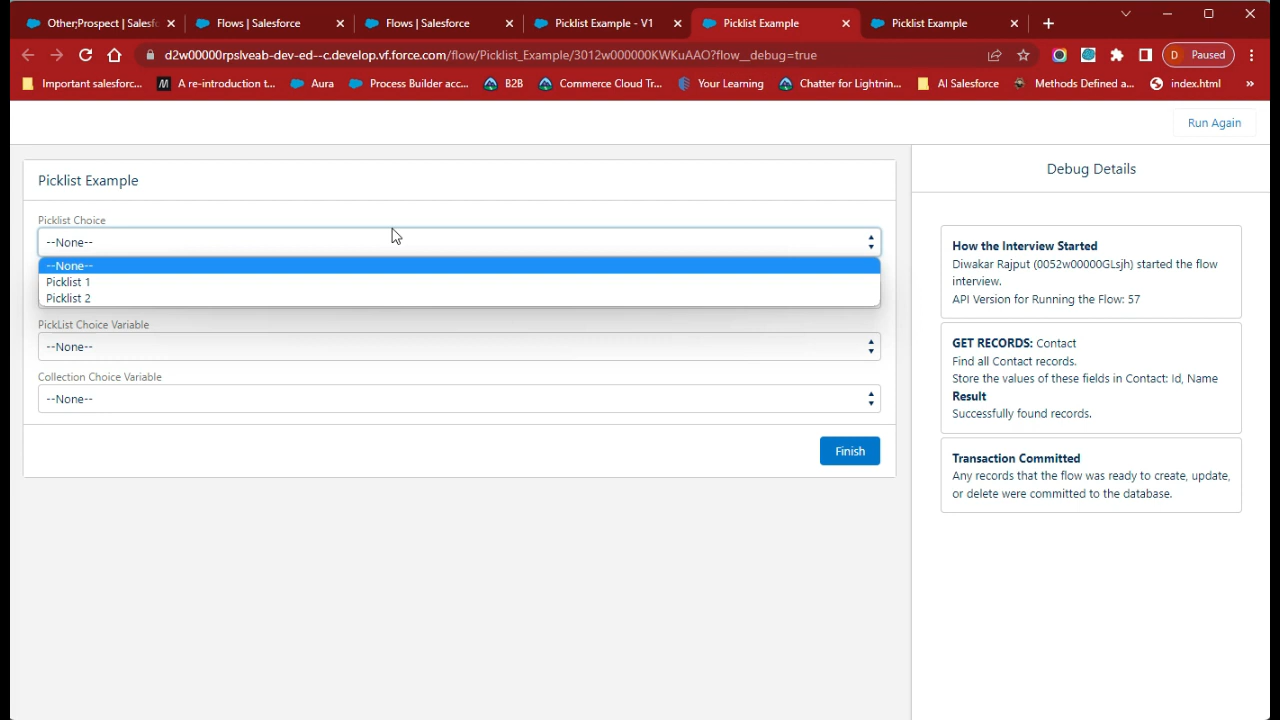 Other;Prospect | Salesf
Flows | Salesforce
Flows | Salesforce
Picklist Example - V1
Picklist Example
Picklist Example
d2w00000rpslveab-dev-ed--c.develop.vf.force.com/flow/Picklist_Example/3012w000000KWKuAAO?flow__debug=true
D Paused
Important salesforc...
M A re-introduction t...
Aura
Process Builder acc...
B2B
Commerce Cloud Tr...
Your Learning
Chatter for Lightnin...
AI Salesforce
Methods Defined a...
index.html
»
Run Again
Picklist Example
Picklist Choice
--None--
--None--
Picklist 1
Picklist 2
PickList Choice Variable
--None--
Collection Choice Variable
--None--
Finish
Debug Details
How the Interview Started
Diwakar Rajput (0052w00000GLsjh) started the flow
interview.
API Version for Running the Flow: 57
GET RECORDS: Contact
Find all Contact records.
Store the values of these fields in Contact: Id, Name
Result
Successfully found records.
Transaction Committed
Any records that the flow was ready to create, update,
or delete were committed to the database.